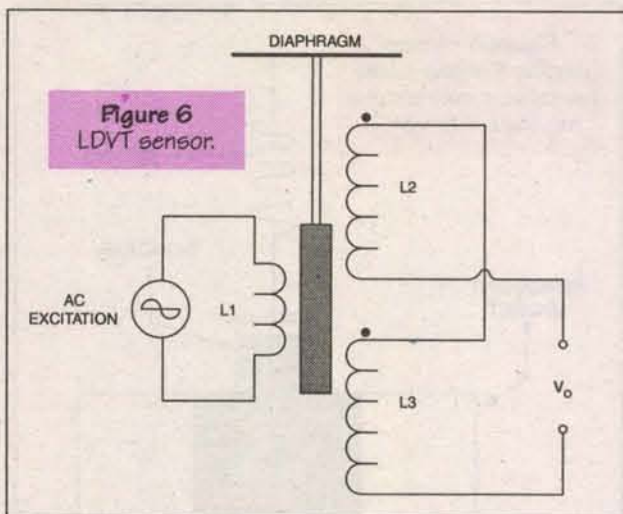 DIAPHRAGM
Figure 6
LDVT sensor.
L2
AC
EXCITATION
L1
L3
Vo